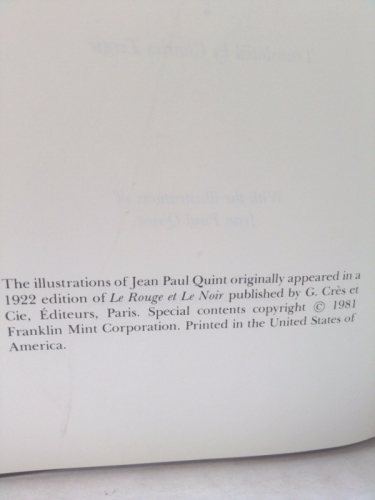 The illustrations of Jean Paul Quint originally appeared in a
1922 edition of Le Rouge et Le Noir published by G. Crès et
Cie, Éditeurs, Paris. Special contents copyright © 1981
Franklin Mint Corporation. Printed in the United States of
America.